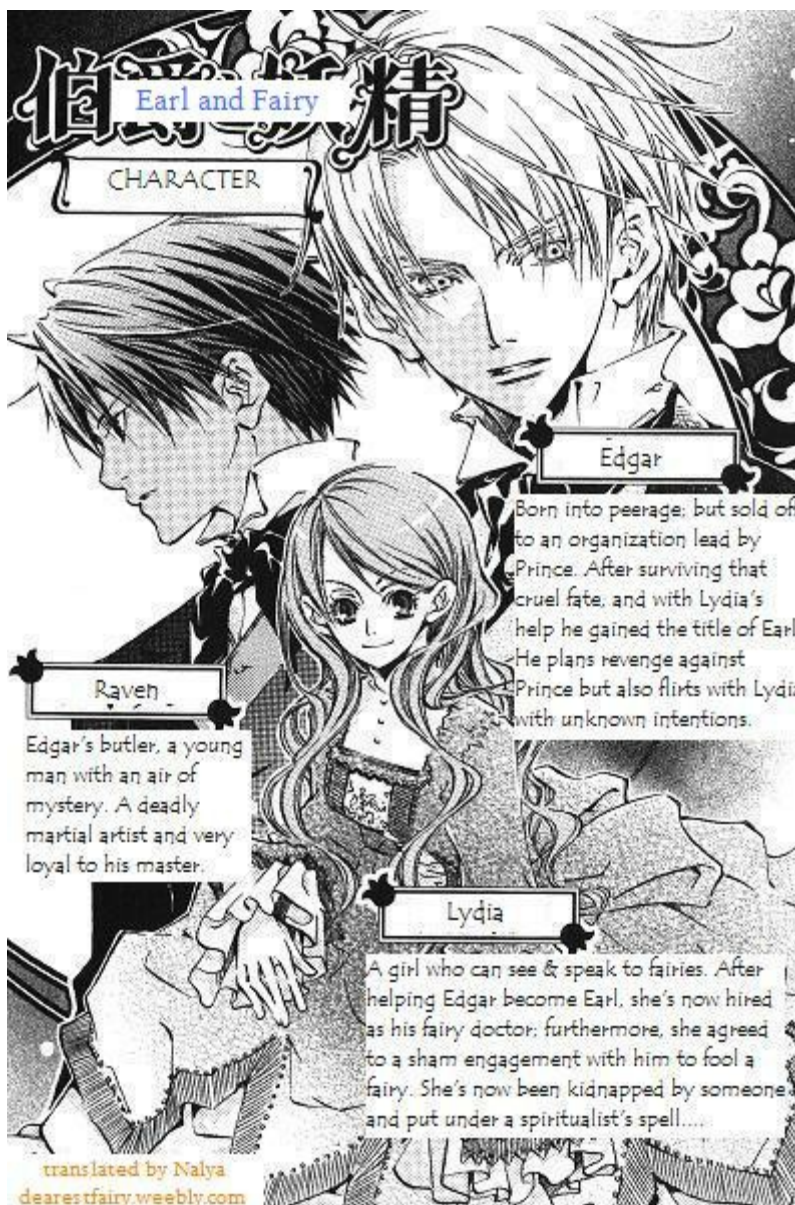 伯爵と妖精
Earl and Fairy
CHARACTER
Edgar
Born into peerage; but sold of
to an organization lead by
Prince. After surviving that
cruel fate, and with Lydia's
help he gained the title of Earl
He plans revenge against
Prince but also flirts with Lydia
with unknown intentions.
Raven
Edgar's butler, a young
man with an air of
mystery. A deadly
martial artist and very
loyal to his master.
Lydia
A girl who can see & speak to fairies. After
helping Edgar become Earl, she's now hired
as his fairy doctor; furthermore, she agreed
to a sham engagement with him to fool a
fairy. She's now been kidnapped by someone
and put under a spiritualist's spell....
translated by Nalya
dearestfairy.weebly.com